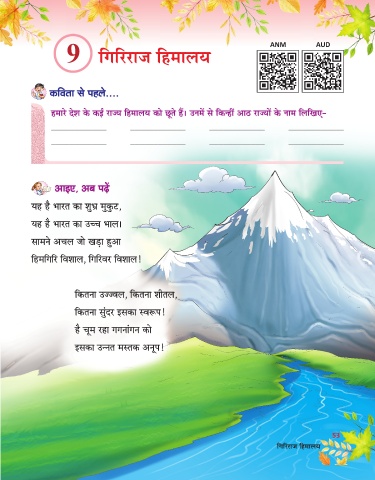 9 गिरिराज हिमालय
ANM AUD
कविता से पहले....
हमारे देश के कई राज्य हिमालय को छूते हैं। उनमें से किन्हीं आठ राज्यों के नाम लिखिए-
आइए, अब पढ़ें
यह है भारत का शुभ्र मुकुट,
यह है भारत का उच्च भाल।
सामने अचल जो खड़ा हुआ
हिमगिरि विशाल, गिरिवर विशाल!
कितना उज्ज्वल, कितना शीतल,
कितना सुंदर इसका स्वरूप!
है चूम रहा गगनांगन को
इसका उन्नत मस्तक अनूप!
गिरिराज हिमालय